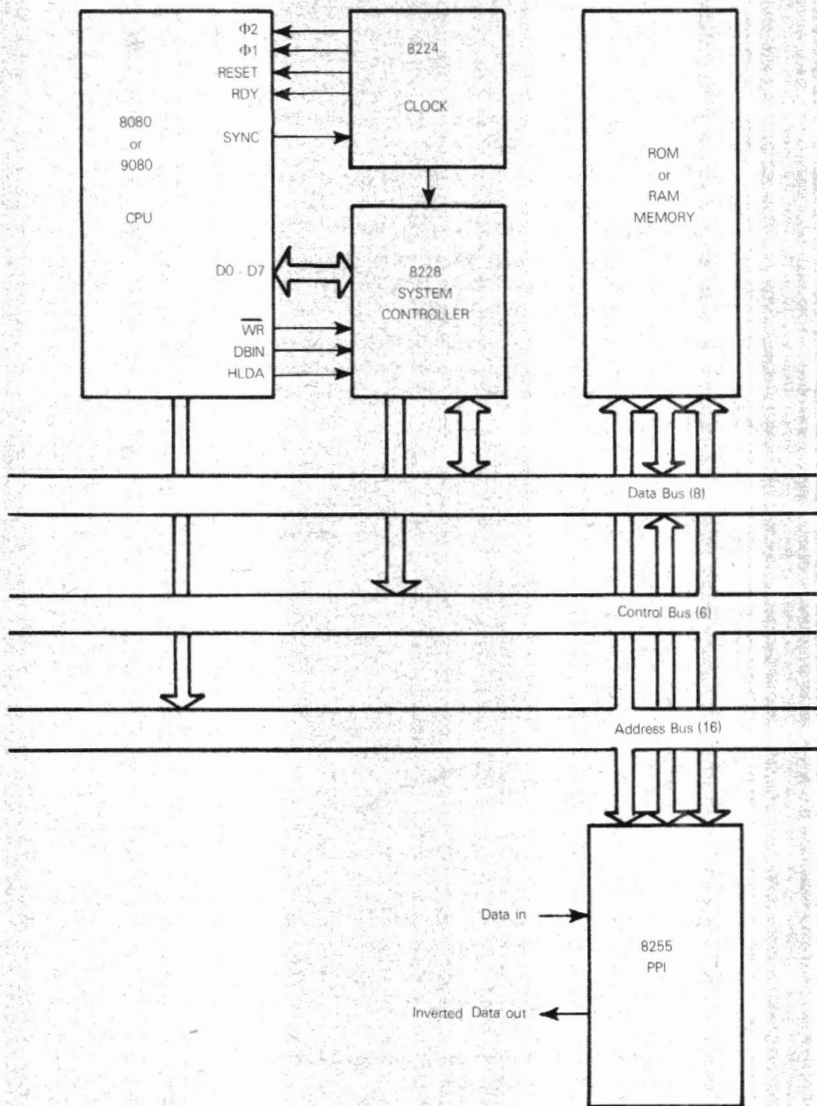 Φ2
Φ1
RESET
RDY
SYNC
8080
or
9080
CPU
D0 - D7
WR
DBIN
HLDA
8224
CLOCK
8228
SYSTEM
CONTROLLER
ROM
or
RAM
MEMORY
Data Bus (8)
Control Bus (6)
Address Bus (16)
Data in
Inverted Data out
8255
PPI